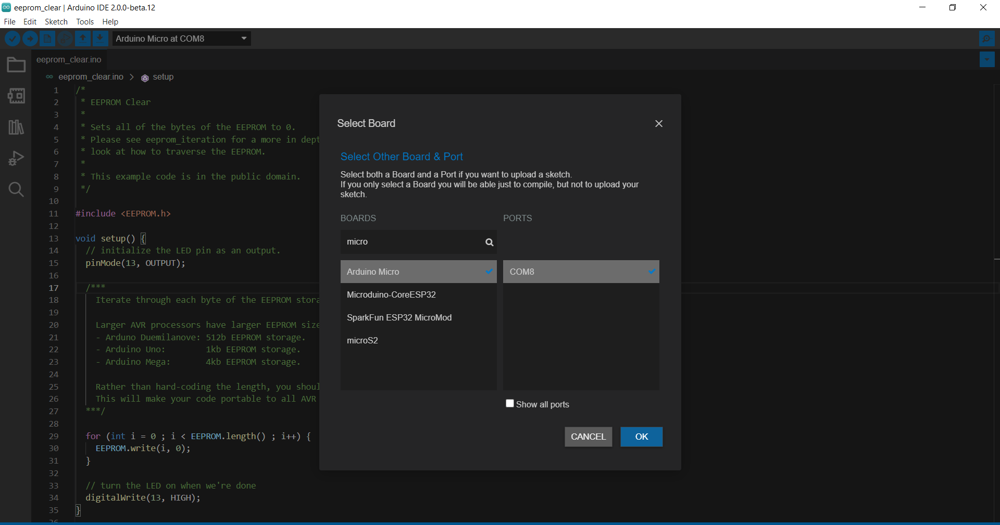 eeprom_clear | Arduino IDE 2.0.0-beta.12
File Edit Sketch Tools Help
Arduino Micro at COM8
eeprom_clear.ino
eeprom_clear.ino > setup
1 /*
2  * EEPROM Clear
3  *
4  * Sets all of the bytes of the EEPROM to 0.
5  * Please see eeprom_iteration for a more in dept
6  * look at how to traverse the EEPROM.
7  *
8  * This example code is in the public domain.
9  */
10
11 #include <EEPROM.h>
12
13 void setup() {
14   // initialize the LED pin as an output.
15   pinMode(13, OUTPUT);
16
17   /***
18     Iterate through each byte of the EEPROM stora
19
20     Larger AVR processors have larger EEPROM size
21     - Arduno Duemilanove: 512b EEPROM storage.
22     - Arduino Uno:        1kb EEPROM storage.
23     - Arduino Mega:       4kb EEPROM storage.
24
25     Rather than hard-coding the length, you shoul
26     This will make your code portable to all AVR
27   ***/
28
29   for (int i = 0 ; i < EEPROM.length() ; i++) {
30     EEPROM.write(i, 0);
31   }
32
33   // turn the LED on when we're done
34   digitalWrite(13, HIGH);
35 }
36
Select Board
Select Other Board & Port
Select both a Board and a Port if you want to upload a sketch.
If you only select a Board you will be able just to compile, but not to upload your
sketch.
BOARDS PORTS
micro
Arduino Micro COM8
Microduino-CoreESP32
SparkFun ESP32 MicroMod
microS2
Show all ports
CANCEL OK